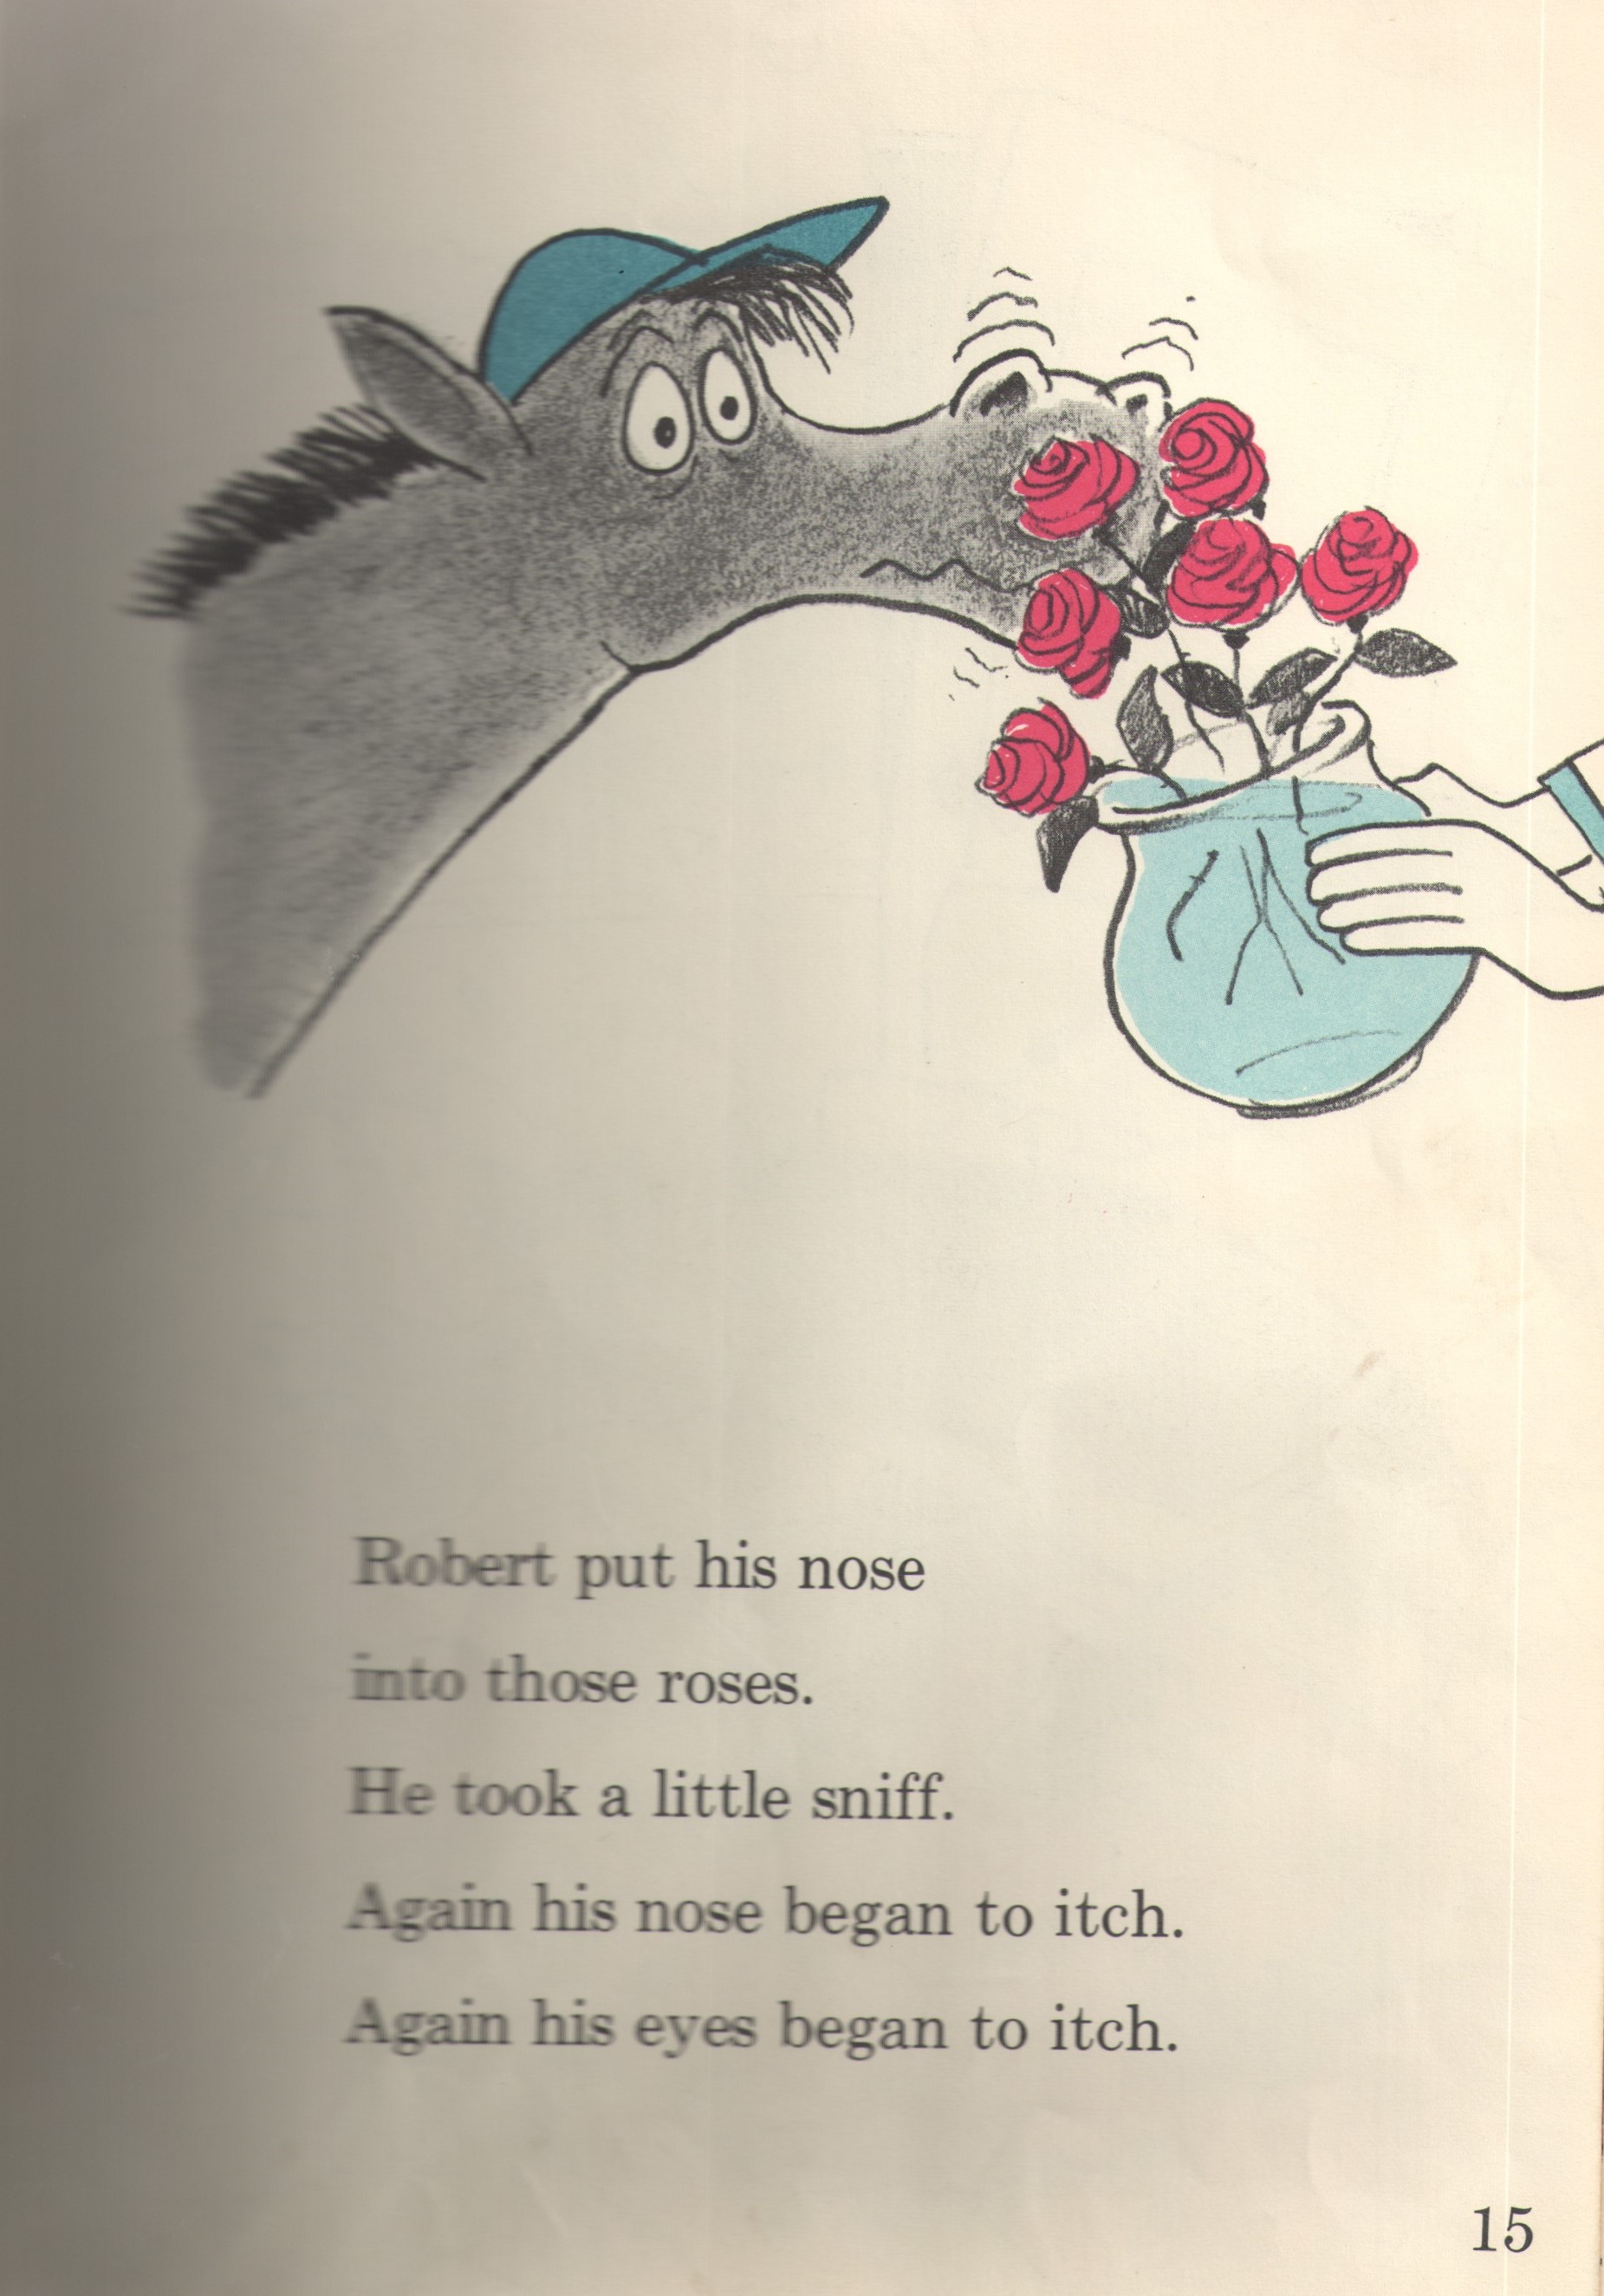 Robert put his nose
into those roses.
He took a little sniff.
Again his nose began to itch.
Again his eyes began to itch.
15